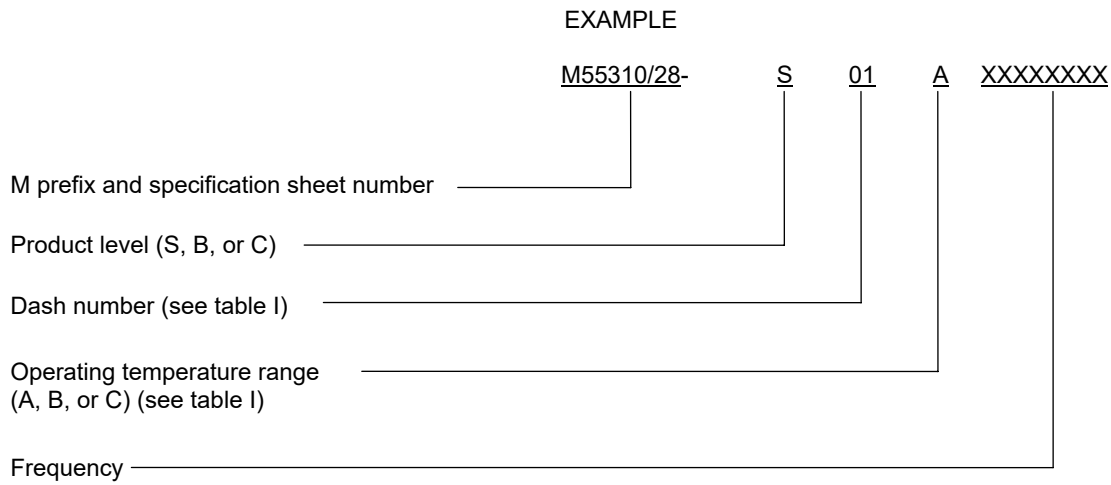 EXAMPLE
M55310/28- S 01 A XXXXXXXX
M prefix and specification sheet number
Product level (S, B, or C)
Dash number (see table I)
Operating temperature range
(A, B, or C) (see table I)
Frequency